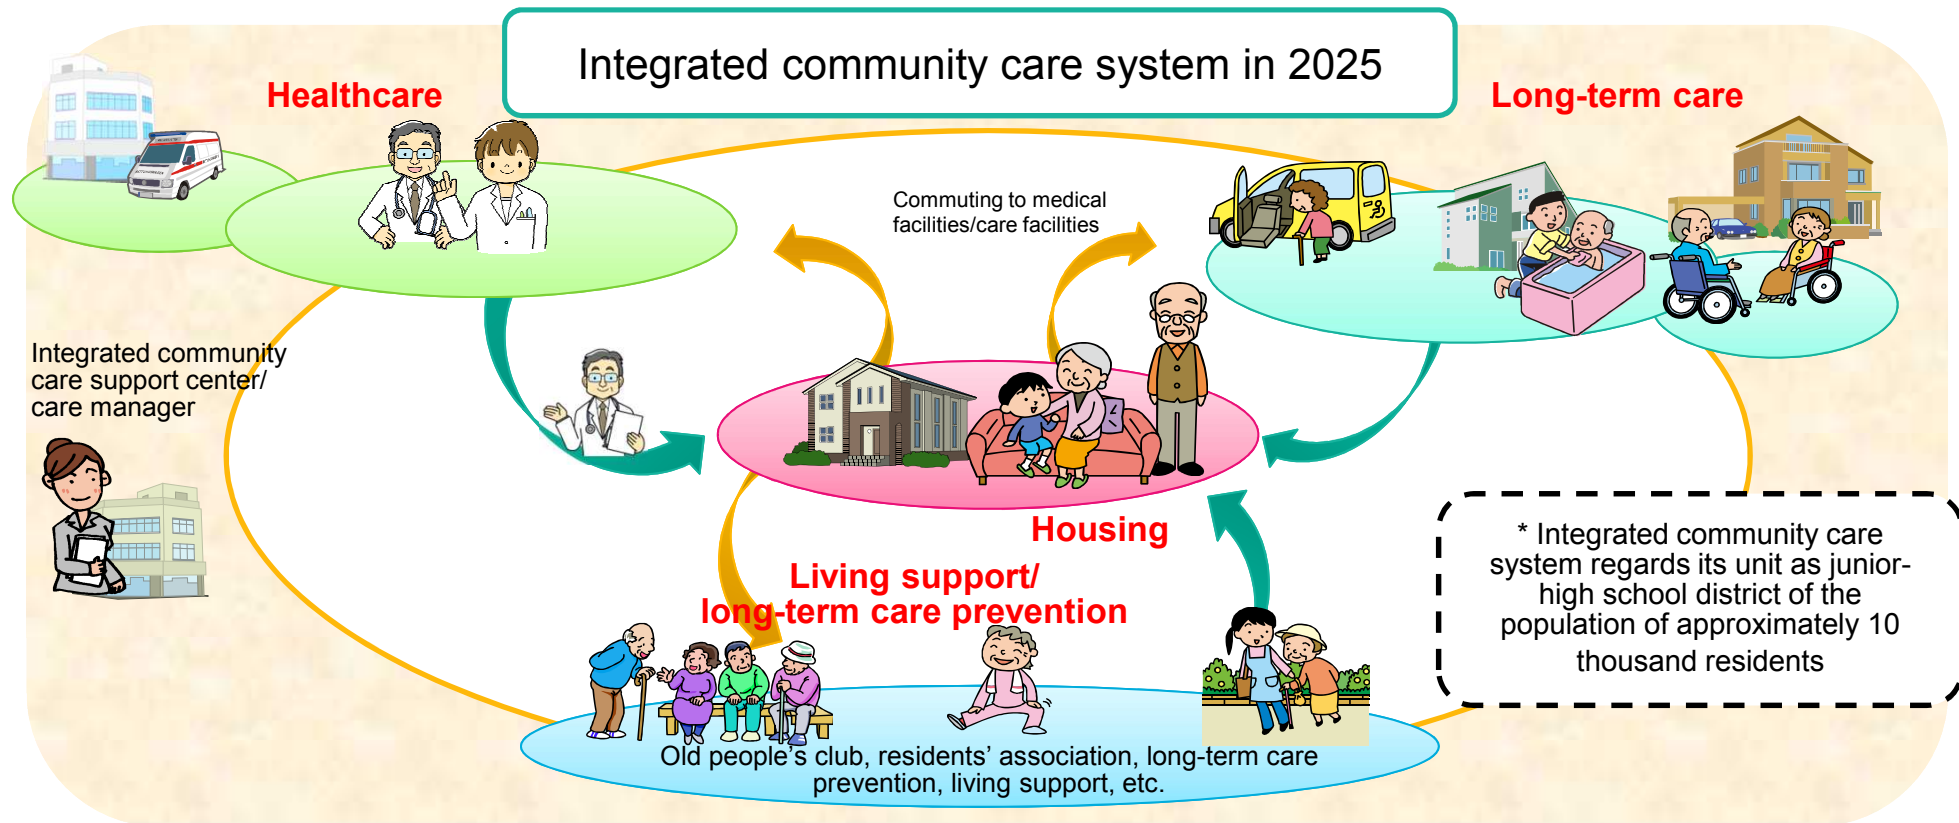 Integrated community care system in 2025
Healthcare
Long-term care
Commuting to medical
facilities/care facilities
Integrated community
care support center/
care manager
Housing
Living support/
long-term care prevention
* Integrated community care
system regards its unit as junior-
high school district of the
population of approximately 10
thousand residents
Old people's club, residents' association, long-term care
prevention, living support, etc.